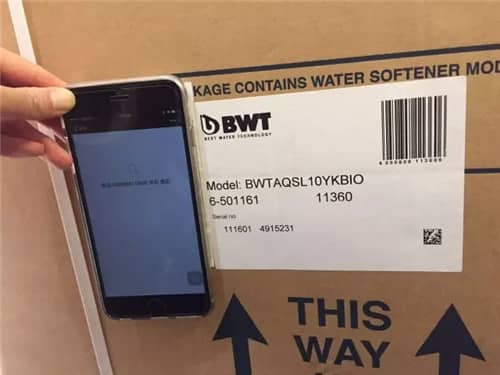 KAGE CONTAINS WATER SOFTENER MOD
BWT
BEST WATER TECHNOLOGY
Model: BWTAQSL10YKBIO
6-501161 11360
Serial no
111601 4915231
THIS
WAY